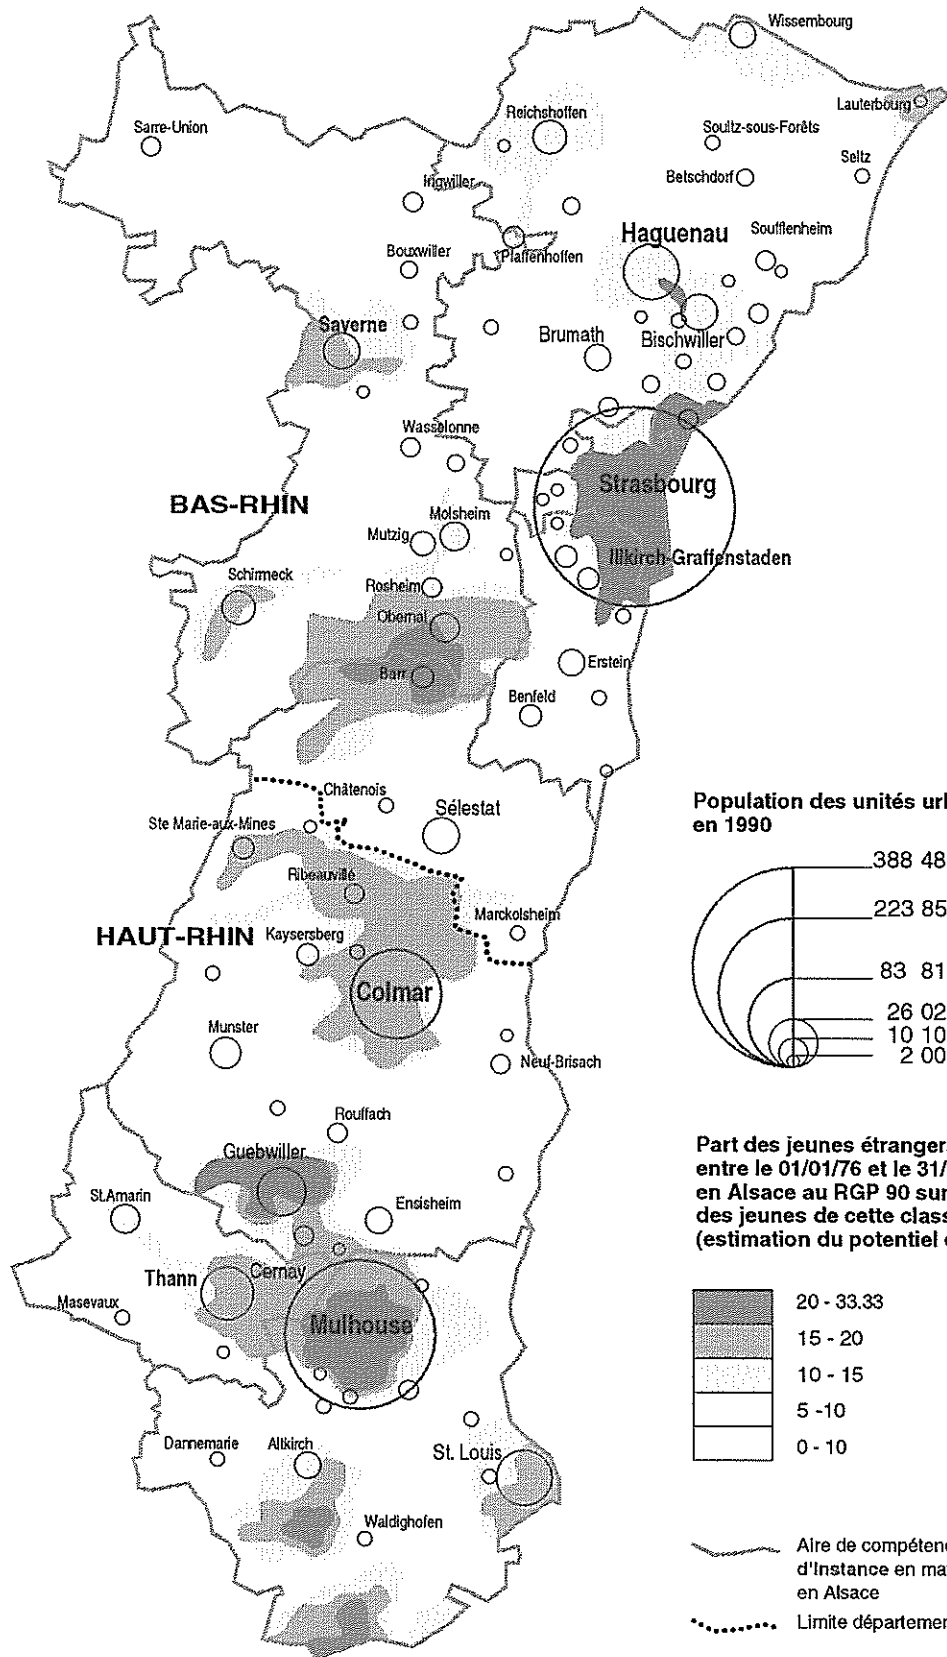 Wissembourg
Lauterbourg
Reichshoffen
Sarre-Union
Soultz-sous-Forêts
Betschdorf
Seltz
Ingwiller
Haguenau
Soufflenheim
Pfaffenhoffen
Bouxwiller
Saverne
Brumath
Bischwiller
Wasselonne
Strasbourg
BAS-RHIN
Molsheim
Mutzig
Illkirch-Graffenstaden
Schirmeck
Rosheim
Obernai
Barr
Erstein
Benfeld
Châtenois
Sélestat
Ste Marie-aux-Mines
Ribeauvillé
Marckolsheim
HAUT-RHIN
Kaysersberg
Colmar
Munster
Neuf-Brisach
Rouffach
Guebwiller
St.Amarin
Ensisheim
Thann
Cernay
Masevaux
Mulhouse
Dannemarie
Altkirch
St. Louis
Waldighofen
Population des unités url
en 1990
388 48
223 85
83 81
26 02
10 10
2 00
Part des jeunes étranger
entre le 01/01/76 et le 31/
en Alsace au RGP 90 sur
des jeunes de cette class
(estimation du potentiel
20 - 33.33
15 - 20
10 - 15
5 -10
0 - 10
Aire de compéten
d'Instance en ma
en Alsace
Limite départeme